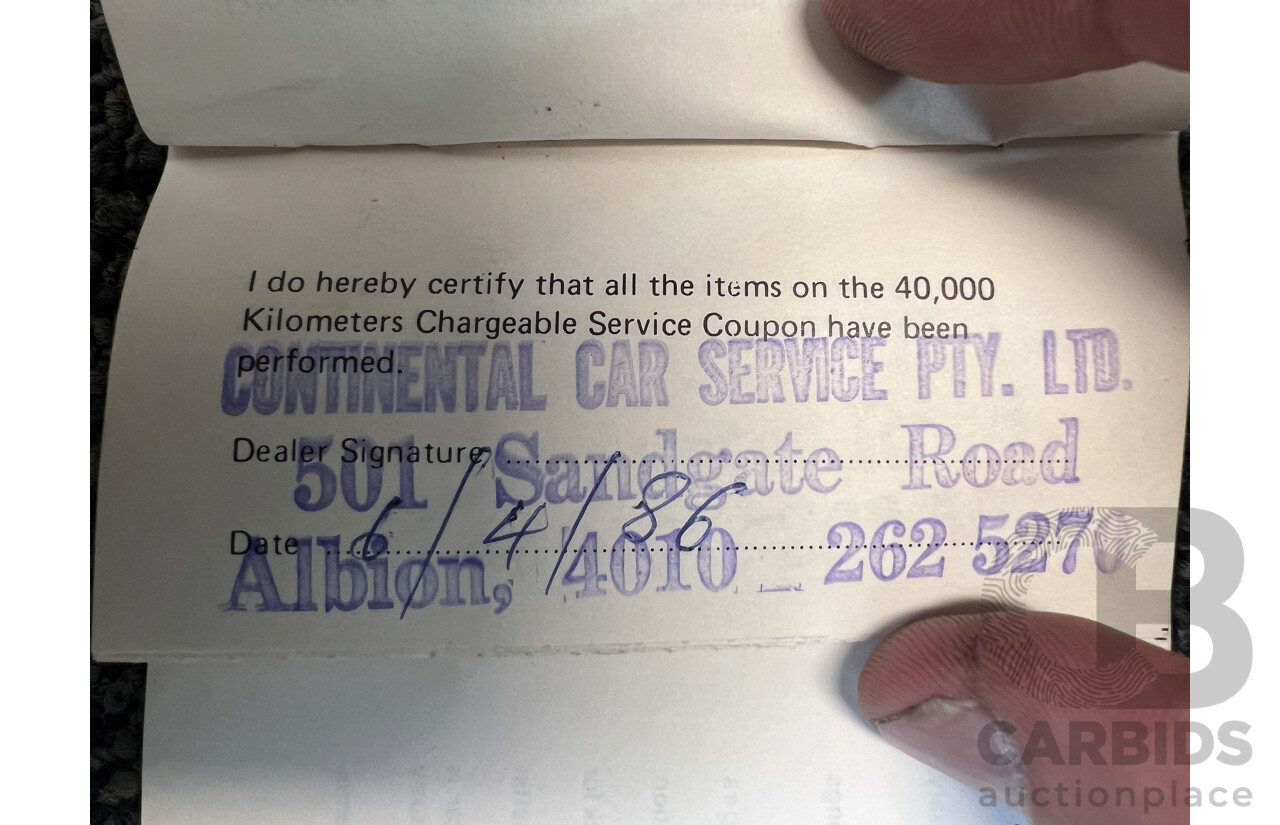 I do hereby certify that all the items on the 40,000
Kilometers Chargeable Service Coupon have been
performed.
CONTINENTAL CAR SERVICE PTY. LTD.
Dealer Signature
501 Sandgate Road
Date 6/4/86
Albion, 4010 _ 262 5270
B
CARBIDS
auctionplace